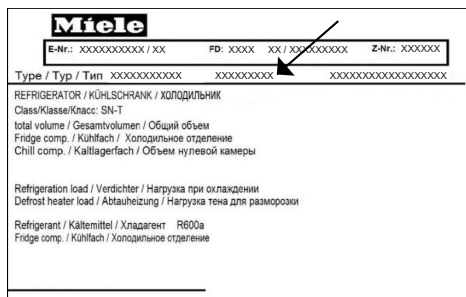 Miele
E-Nr.: XXXXXXXXXX / XX FD: XXXX XX / XXXXXXXXX Z-Nr.: XXXXXX
Type / Typ / Тип XXXXXXXXXXX XXXXXXXXX XXXXXXXXXXXXXXXXXX
REFRIGERATOR / KÜHLSCHRANK / ХОЛОДИЛЬНИК
Class/Klasse/Класс: SN-T
total volume / Gesamtvolumen / Общий объем
Fridge comp. / Kühlfach / Холодильное отделение
Chill comp. / Kaltlagerfach / Объем нулевой камеры
Refrigeration load / Verdichter / Нагрузка при охлаждении
Defrost heater load / Abtauheizung / Нагрузка тена для разморозки
Refrigerant / Kältemittel / Хладагент R600a
Fridge comp. / Kühlfach / Холодильное отделение